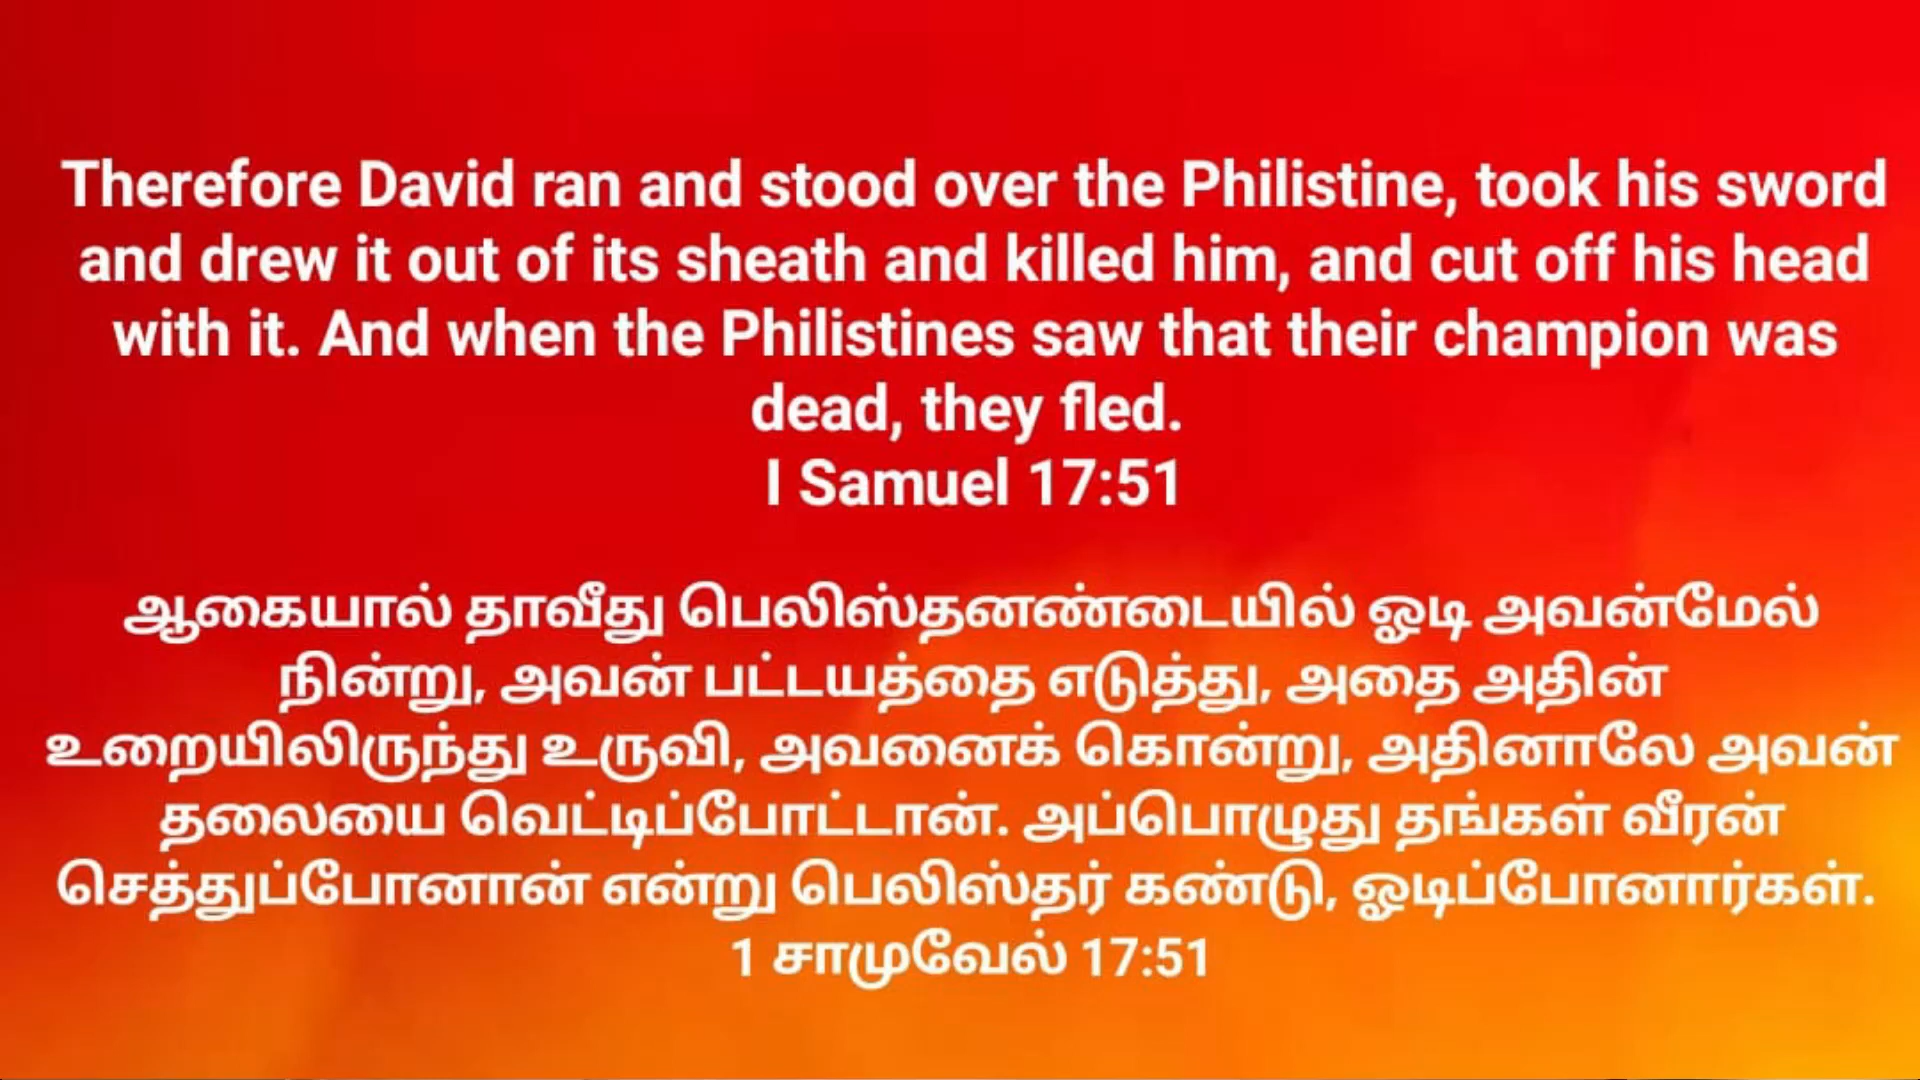 Therefore David ran and stood over the Philistine, took his sword
and drew it out of its sheath and killed him, and cut off his head
with it. And when the Philistines saw that their champion was
dead, they fled.
I Samuel 17:51
ஆகையால் தாவீது பெலிஸ்தனண்டையில் ஓடி அவன்மேல்
நின்று, அவன் பட்டயத்தை எடுத்து, அதை அதின்
உறையிலிருந்து உருவி, அவனைக் கொன்று, அதினாலே அவன்
தலையை வெட்டிப்போட்டான். அப்பொழுது தங்கள் வீரன்
செத்துப்போனான் என்று பெலிஸ்தர் கண்டு, ஓடிப்போனார்கள்.
1 சாமுவேல் 17:51